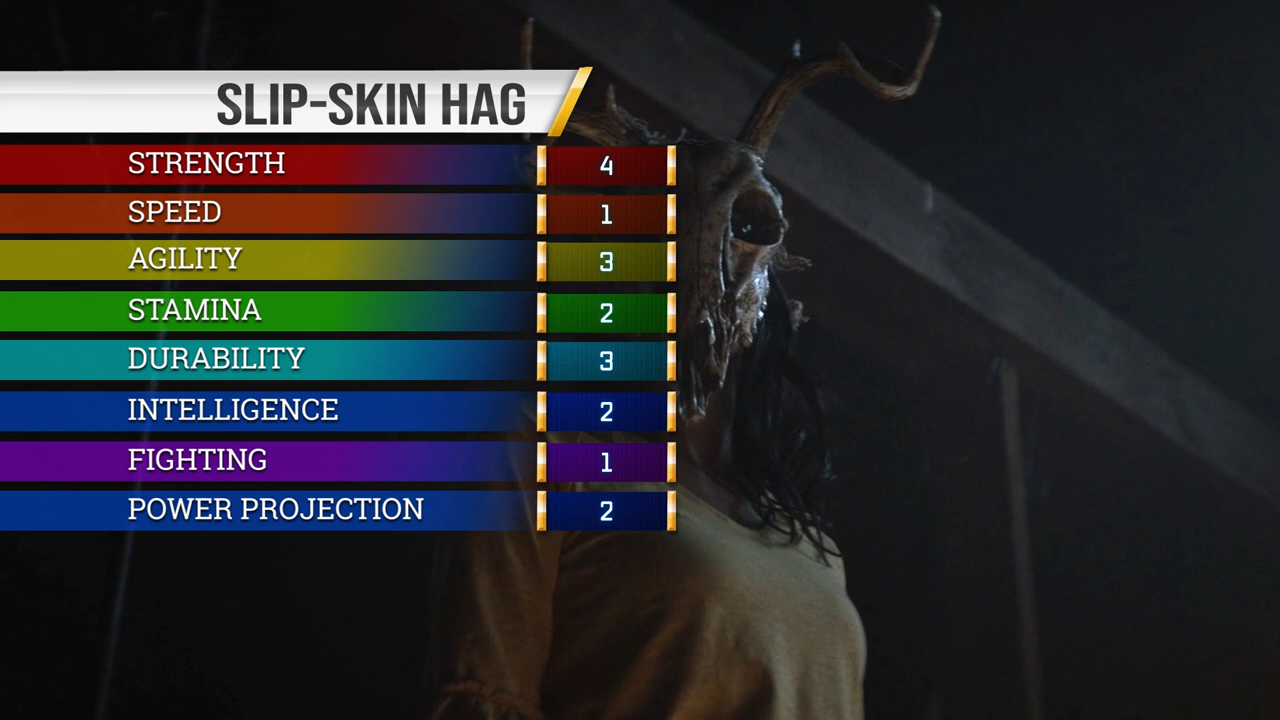 SLIP-SKIN HAG
STRENGTH 4
SPEED 1
AGILITY 3
STAMINA 2
DURABILITY 3
INTELLIGENCE 2
FIGHTING 1
POWER PROJECTION 2